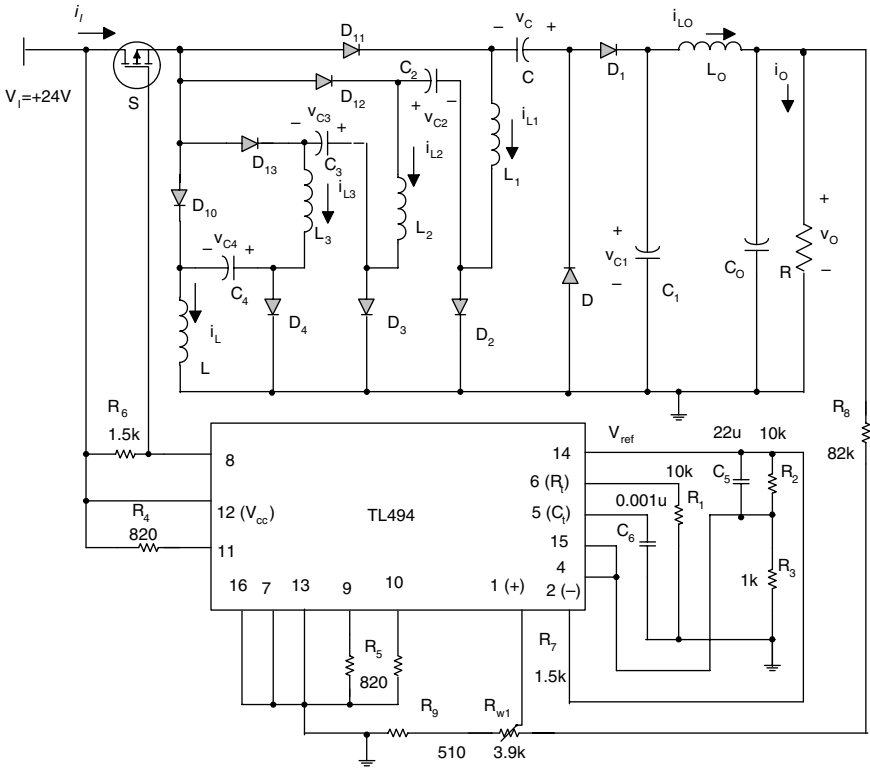 i_I
V_I=+24V
S
D_11
v_C
− +
C
D_1
i_LO
L_O
i_O
D_12
C_2
+ −
v_C2
i_L1
L_1
v_C3
− +
C_3
D_13
i_L3
L_3
i_L2
L_2
D_10
v_C4
− +
C_4
i_L
L
D_4
D_3
D_2
D
+
v_C1
−
C_1
C_O
R
+
v_O
−
R_6
1.5k
R_8
82k
V_ref
22u
10k
8
14
C_5
R_2
6 (R_t)
10k
12 (V_cc)
TL494
5 (C_t)
0.001u
R_1
R_4
820
11
15
C_6
4
1k
R_3
16
7
13
9
10
1 (+)
2 (–)
R_5
820
R_7
1.5k
R_9
510
R_w1
3.9k